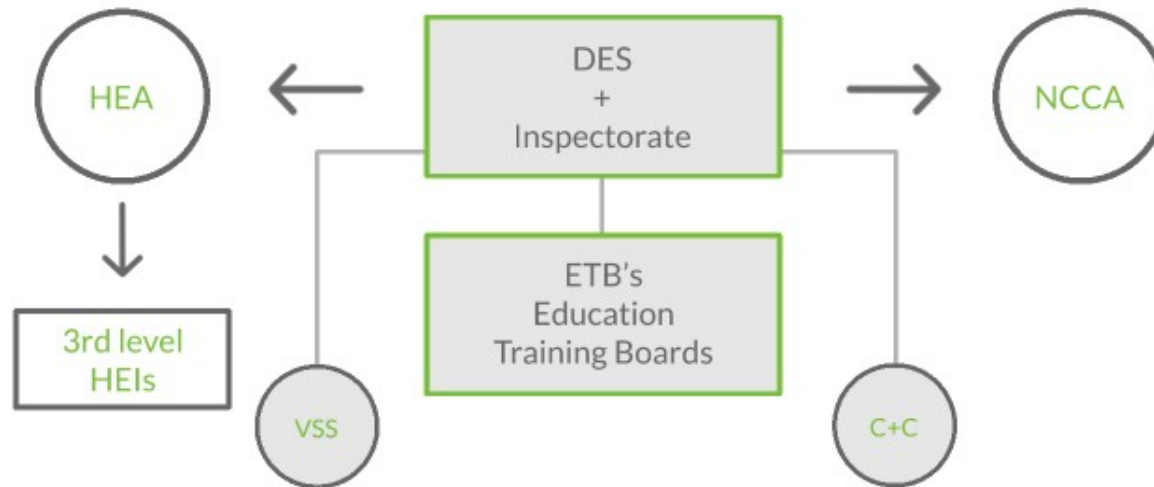 HEA
DES
+
Inspectorate
NCCA
ETB's
Education
Training Boards
3rd level
HEIs
VSS
C+C